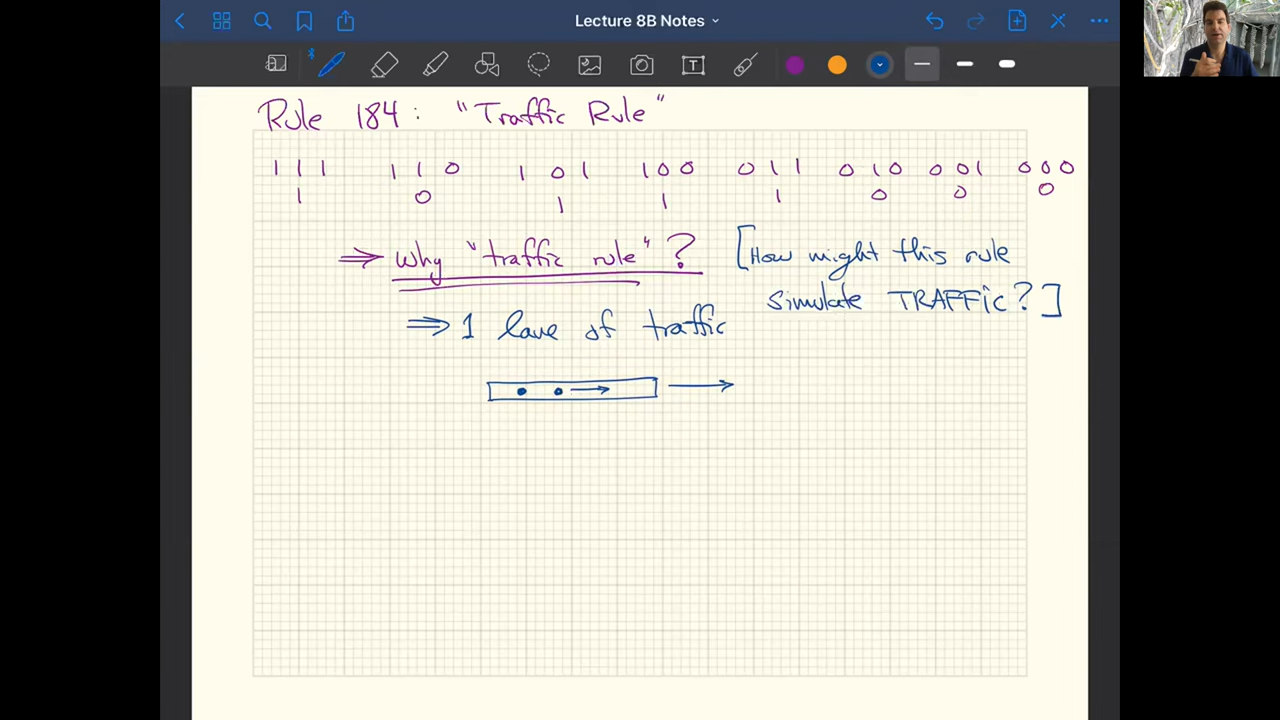 Lecture 8B Notes
T
Rule 184: "Traffic Rule"
111 110 101 100 011 010 001 000
1 0 1 1 1 0 0 0
⇒ Why "traffic rule"? [How might this rule
simulate TRAFFIC?]
⇒ 1 lane of traffic